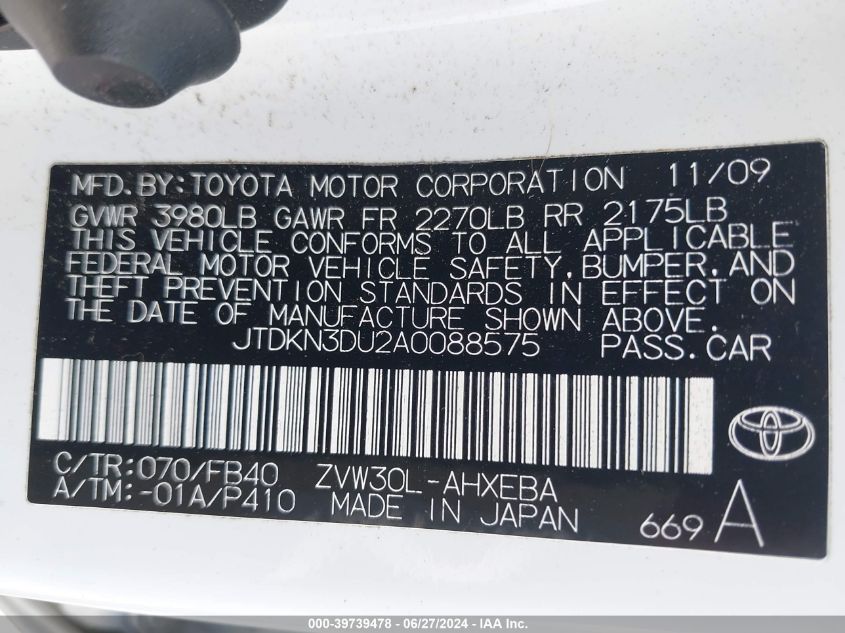 MFD. BY: TOYOTA MOTOR CORPORATION 11/09
GVWR 3980LB GAWR FR 2270LB RR 2175LB
THIS VEHICLE CONFORMS TO ALL APPLICABLE
FEDERAL MOTOR VEHICLE SAFETY, BUMPER, AND
THEFT PREVENTION STANDARDS IN EFFECT ON
THE DATE OF MANUFACTURE SHOWN ABOVE.
JTDKN3DU2A0088575 PASS. CAR
C/TR: 070/FB40 ZVW30L-AHXEBA
A/TM: -01A/P410 MADE IN JAPAN
669 A
000-39739478 - 06/27/2024 - IAA Inc.